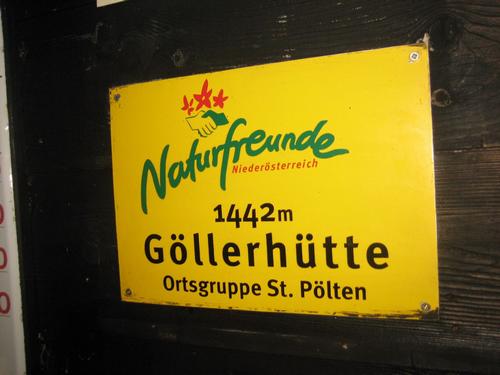 Naturfreunde
Niederösterreich
1442m
Göllerhütte
Ortsgruppe St. Pölten